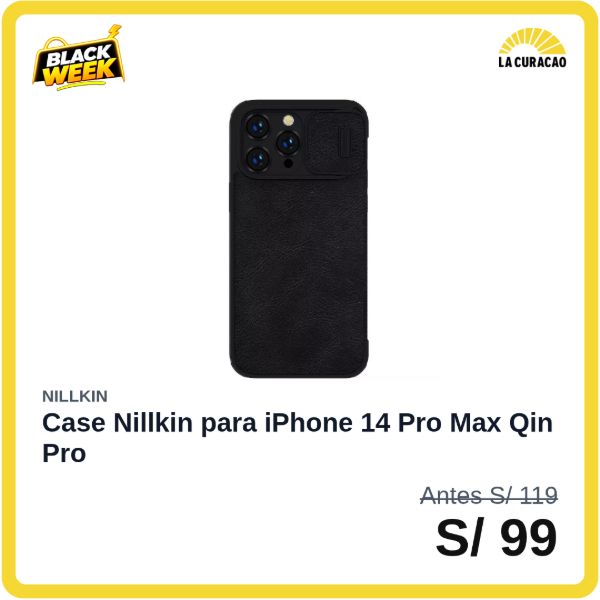 BLACK
WEEK
LA CURACAO
NILLKIN
Case Nillkin para iPhone 14 Pro Max Qin
Pro
Antes S/ 119
S/ 99